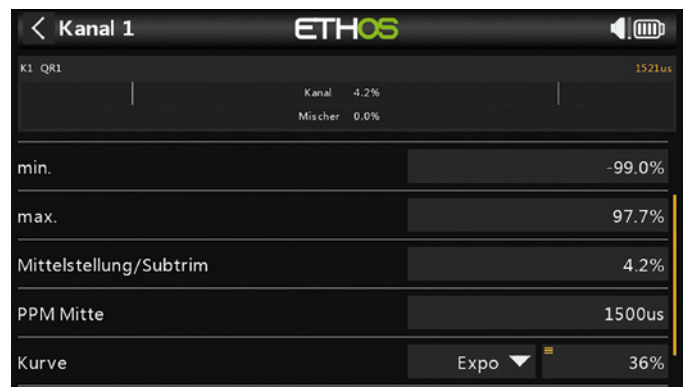 Kanal 1 ETHOS
K1 QR1 1521us
Kanal 4.2%
Mischer 0.0%
min. -99.0%
max. 97.7%
Mittelstellung/Subtrim 4.2%
PPM Mitte 1500us
Kurve Expo 36%